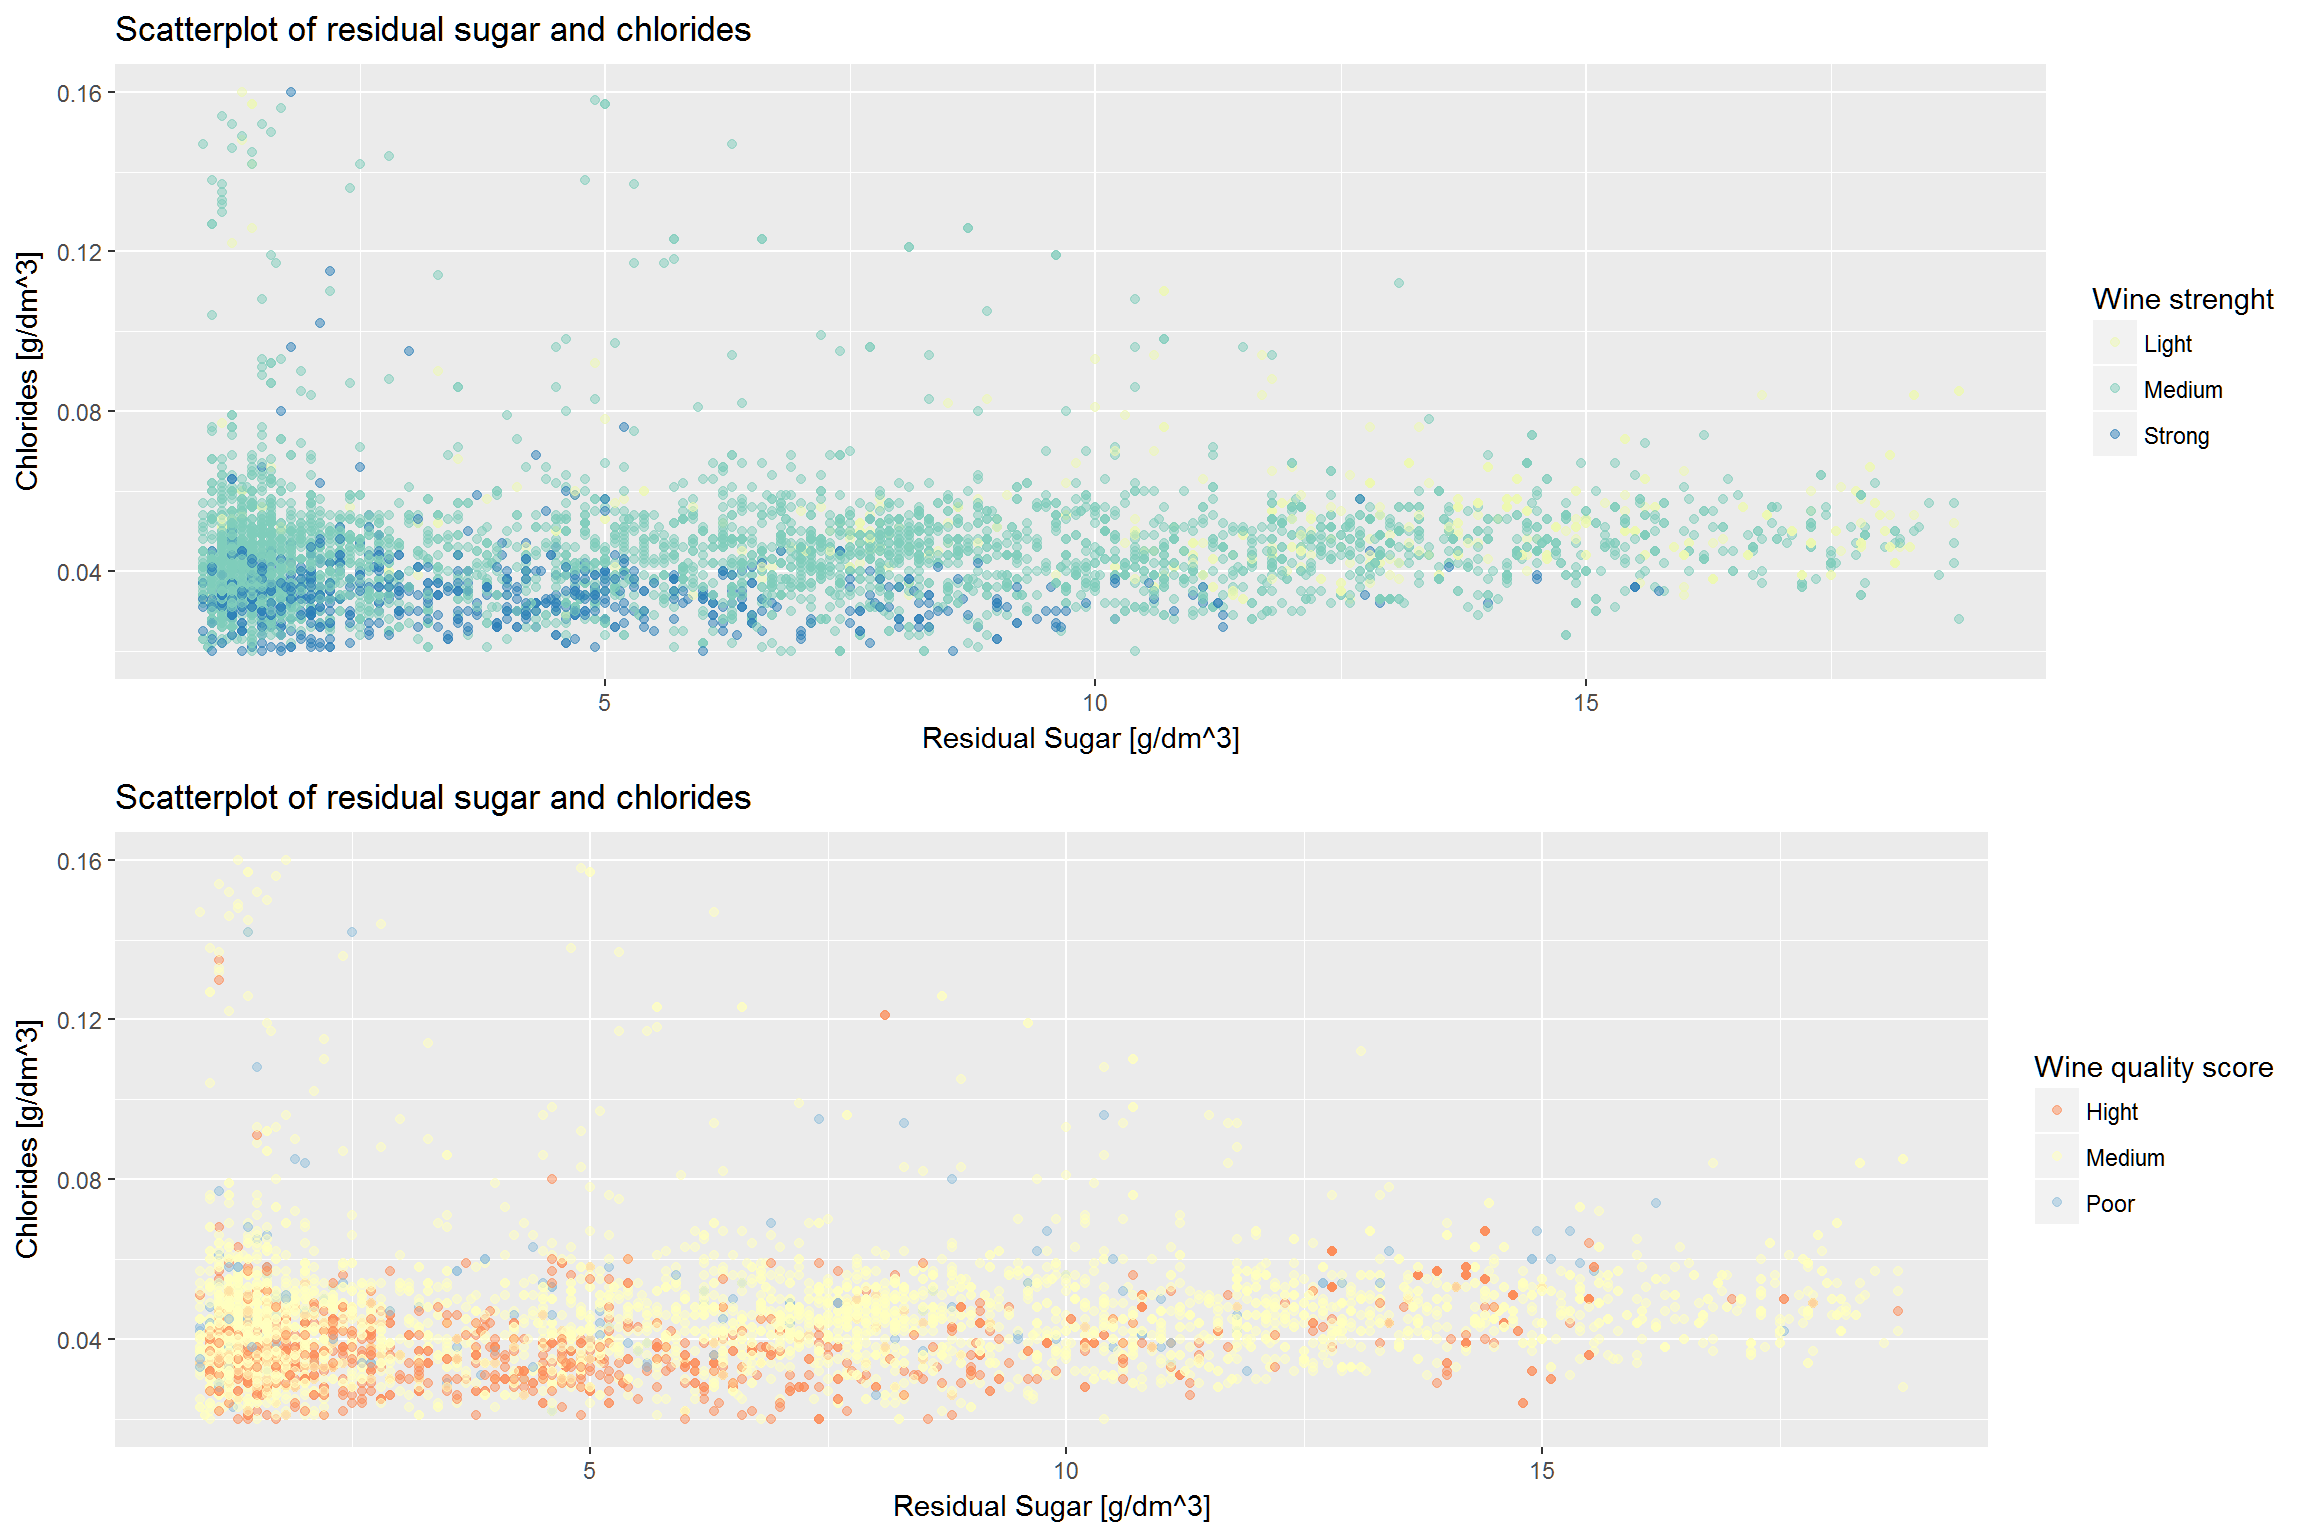 Scatterplot of residual sugar and chlorides
0.16
0.12
0.08
0.04
Chlorides [g/dm^3]
5 10 15
Residual Sugar [g/dm^3]
Wine strenght
Light
Medium
Strong
Scatterplot of residual sugar and chlorides
0.16
0.12
0.08
0.04
Chlorides [g/dm^3]
5 10 15
Residual Sugar [g/dm^3]
Wine quality score
Hight
Medium
Poor